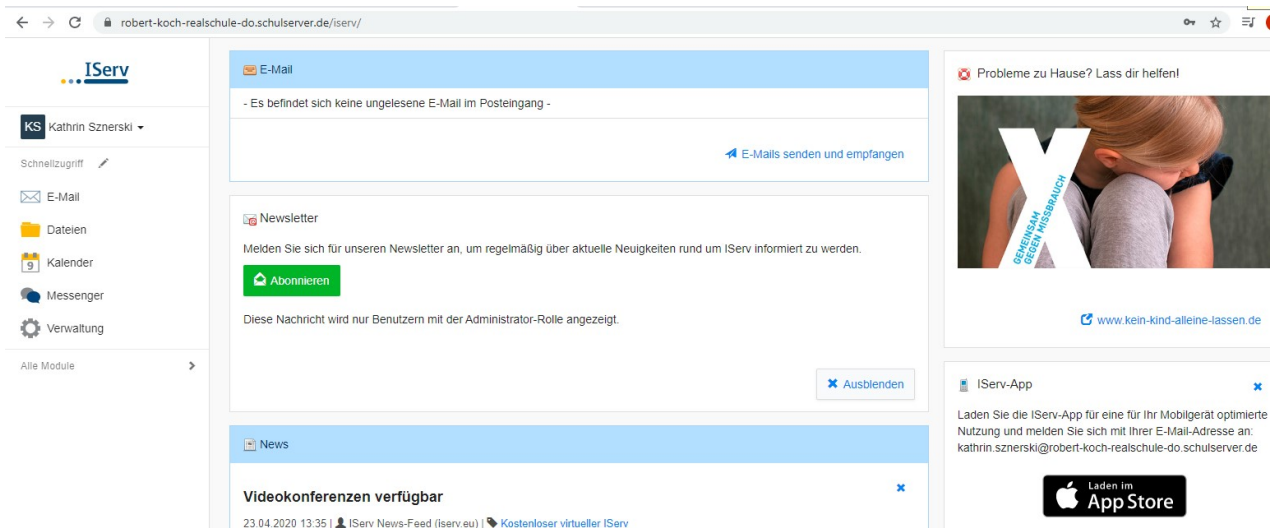 robert-koch-realschule-do.schulserver.de/iserv/
IServ
KS Kathrin Sznerski
Schnellzugriff
E-Mail
Dateien
9 Kalender
Messenger
Verwaltung
Alle Module
E-Mail
- Es befindet sich keine ungelesene E-Mail im Posteingang -
E-Mails senden und empfangen
Newsletter
Melden Sie sich für unseren Newsletter an, um regelmäßig über aktuelle Neuigkeiten rund um IServ informiert zu werden.
Abonnieren
Diese Nachricht wird nur Benutzern mit der Administrator-Rolle angezeigt.
Ausblenden
News
Videokonferenzen verfügbar
23.04.2020 13:35 | IServ News-Feed (iserv.eu) | Kostenloser virtueller IServ
Probleme zu Hause? Lass dir helfen!
X
GEMEINSAM
GEGEN MISSBRAUCH
www.kein-kind-alleine-lassen.de
IServ-App
Laden Sie die IServ-App für eine für Ihr Mobilgerät optimierte
Nutzung und melden Sie sich mit Ihrer E-Mail-Adresse an:
kathrin.sznerski@robert-koch-realschule-do.schulserver.de
Laden im
App Store